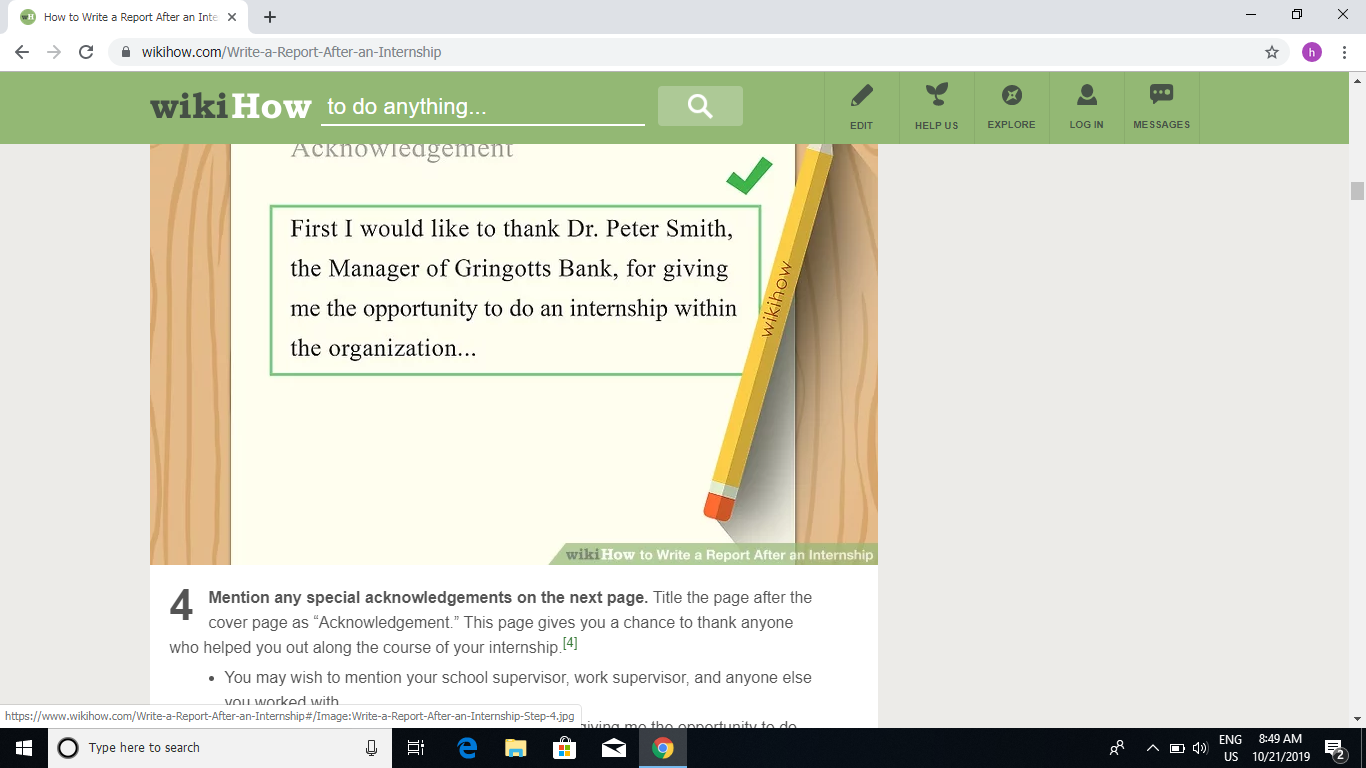 How to Write a Report After an Inte
wikihow.com/Write-a-Report-After-an-Internship
h
wikiHow to do anything...
EDIT
HELP US
EXPLORE
LOG IN
MESSAGES
Acknowledgement
First I would like to thank Dr. Peter Smith,
the Manager of Gringotts Bank, for giving
me the opportunity to do an internship within
the organization...
wikihow
wikiHow to Write a Report After an Internship
4 Mention any special acknowledgements on the next page. Title the page after the
cover page as “Acknowledgement.” This page gives you a chance to thank anyone
who helped you out along the course of your internship.[4]
• You may wish to mention your school supervisor, work supervisor, and anyone else
you worked with.
giving me the opportunity to do
https://www.wikihow.com/Write-a-Report-After-an-Internship#/Image:Write-a-Report-After-an-Internship-Step-4.jpg
Type here to search
ENG
US
8:49 AM
10/21/2019
2